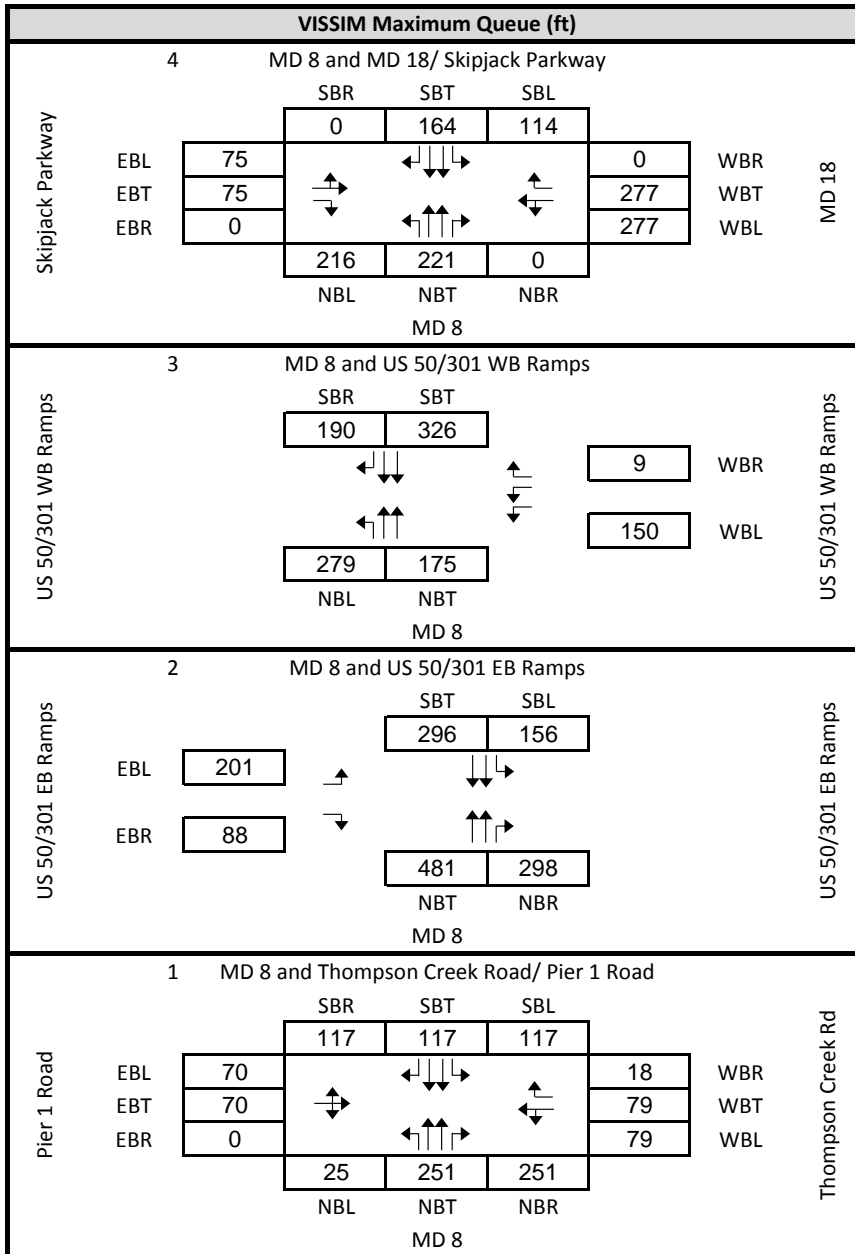 VISSIM Maximum Queue (ft)
4 MD 8 and MD 18/ Skipjack Parkway
SBR SBT SBL
0 164 114
Skipjack Parkway
EBL 75 0 WBR
EBT 75 277 WBT
EBR 0 277 WBL
MD 18
216 221 0
NBL NBT NBR
MD 8
3 MD 8 and US 50/301 WB Ramps
SBR SBT
190 326
US 50/301 WB Ramps
9 WBR
150 WBL
US 50/301 WB Ramps
279 175
NBL NBT
MD 8
2 MD 8 and US 50/301 EB Ramps
SBT SBL
296 156
US 50/301 EB Ramps
EBL 201
EBR 88
US 50/301 EB Ramps
481 298
NBT NBR
MD 8
1 MD 8 and Thompson Creek Road/ Pier 1 Road
SBR SBT SBL
117 117 117
Pier 1 Road
EBL 70 18 WBR
EBT 70 79 WBT
EBR 0 79 WBL
Thompson Creek Rd
25 251 251
NBL NBT NBR
MD 8